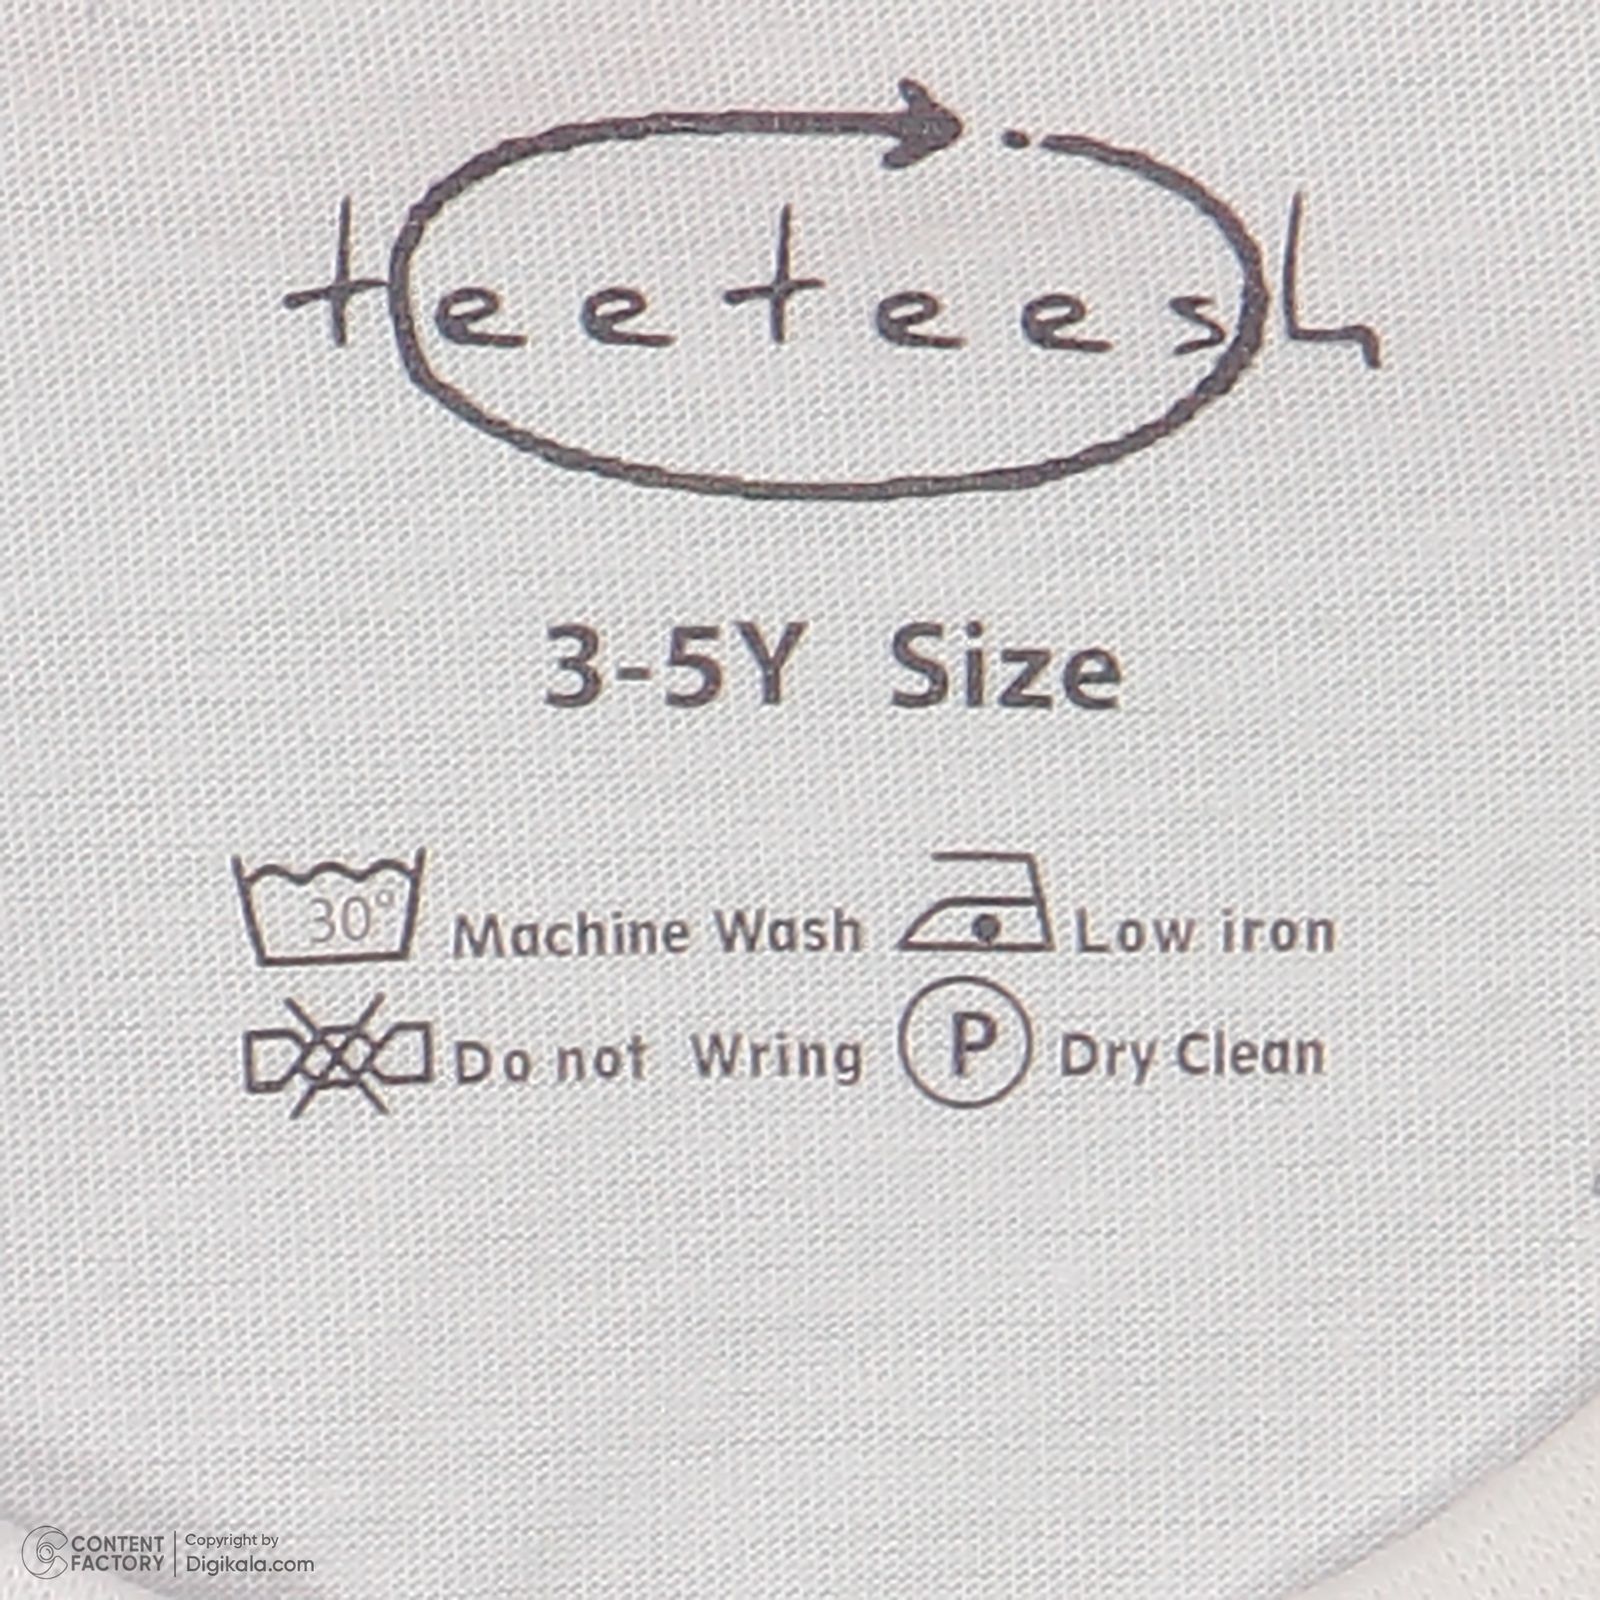 teeteesh
3-5Y Size
30° Machine Wash Low iron
Do not Wring P Dry Clean
CONTENT FACTORY Copyright by Digikala.com